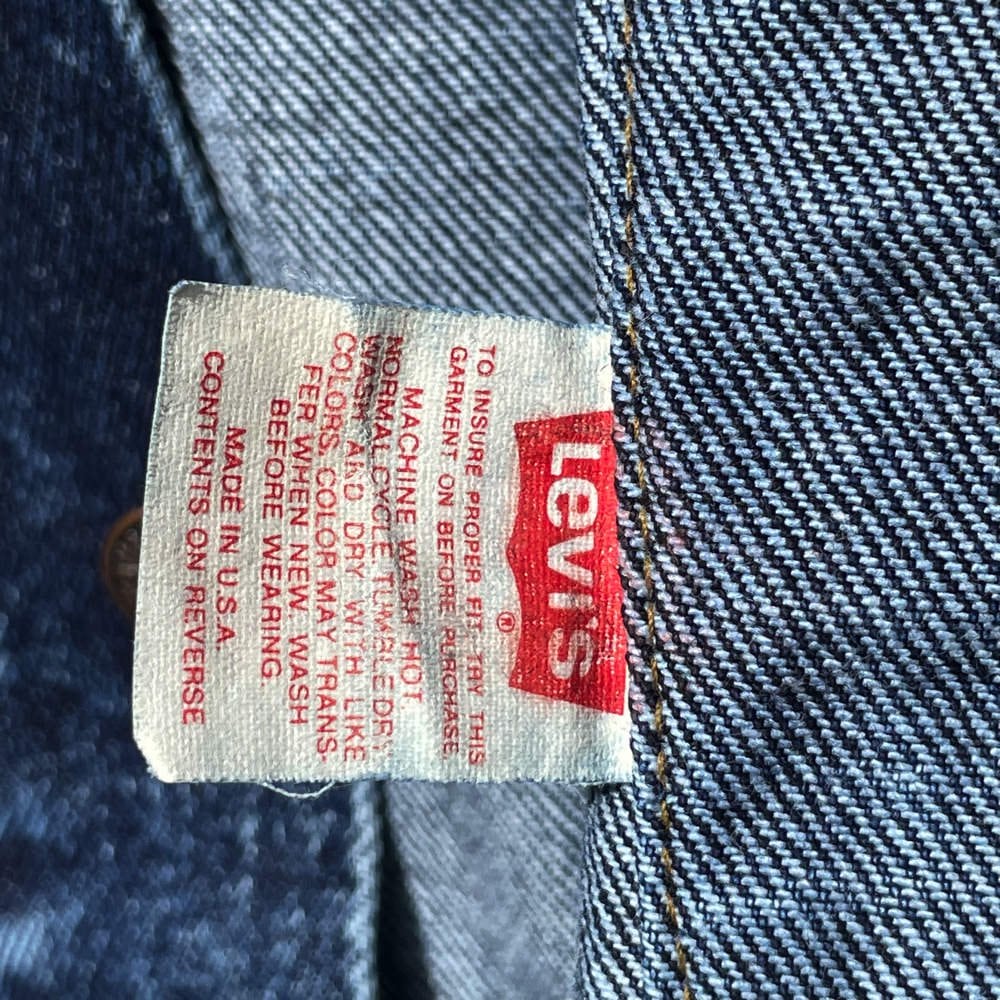 Levi's
®
TO INSURE PROPER FIT, TRY THIS
GARMENT ON BEFORE PURCHASE
MACHINE WASH HOT
NORMAL CYCLE TUMBLE DRY
WASH AND DRY WITH LIKE
COLORS. COLOR MAY TRANS-
FER WHEN NEW. WASH
BEFORE WEARING.
MADE IN U.S.A.
CONTENTS ON REVERSE